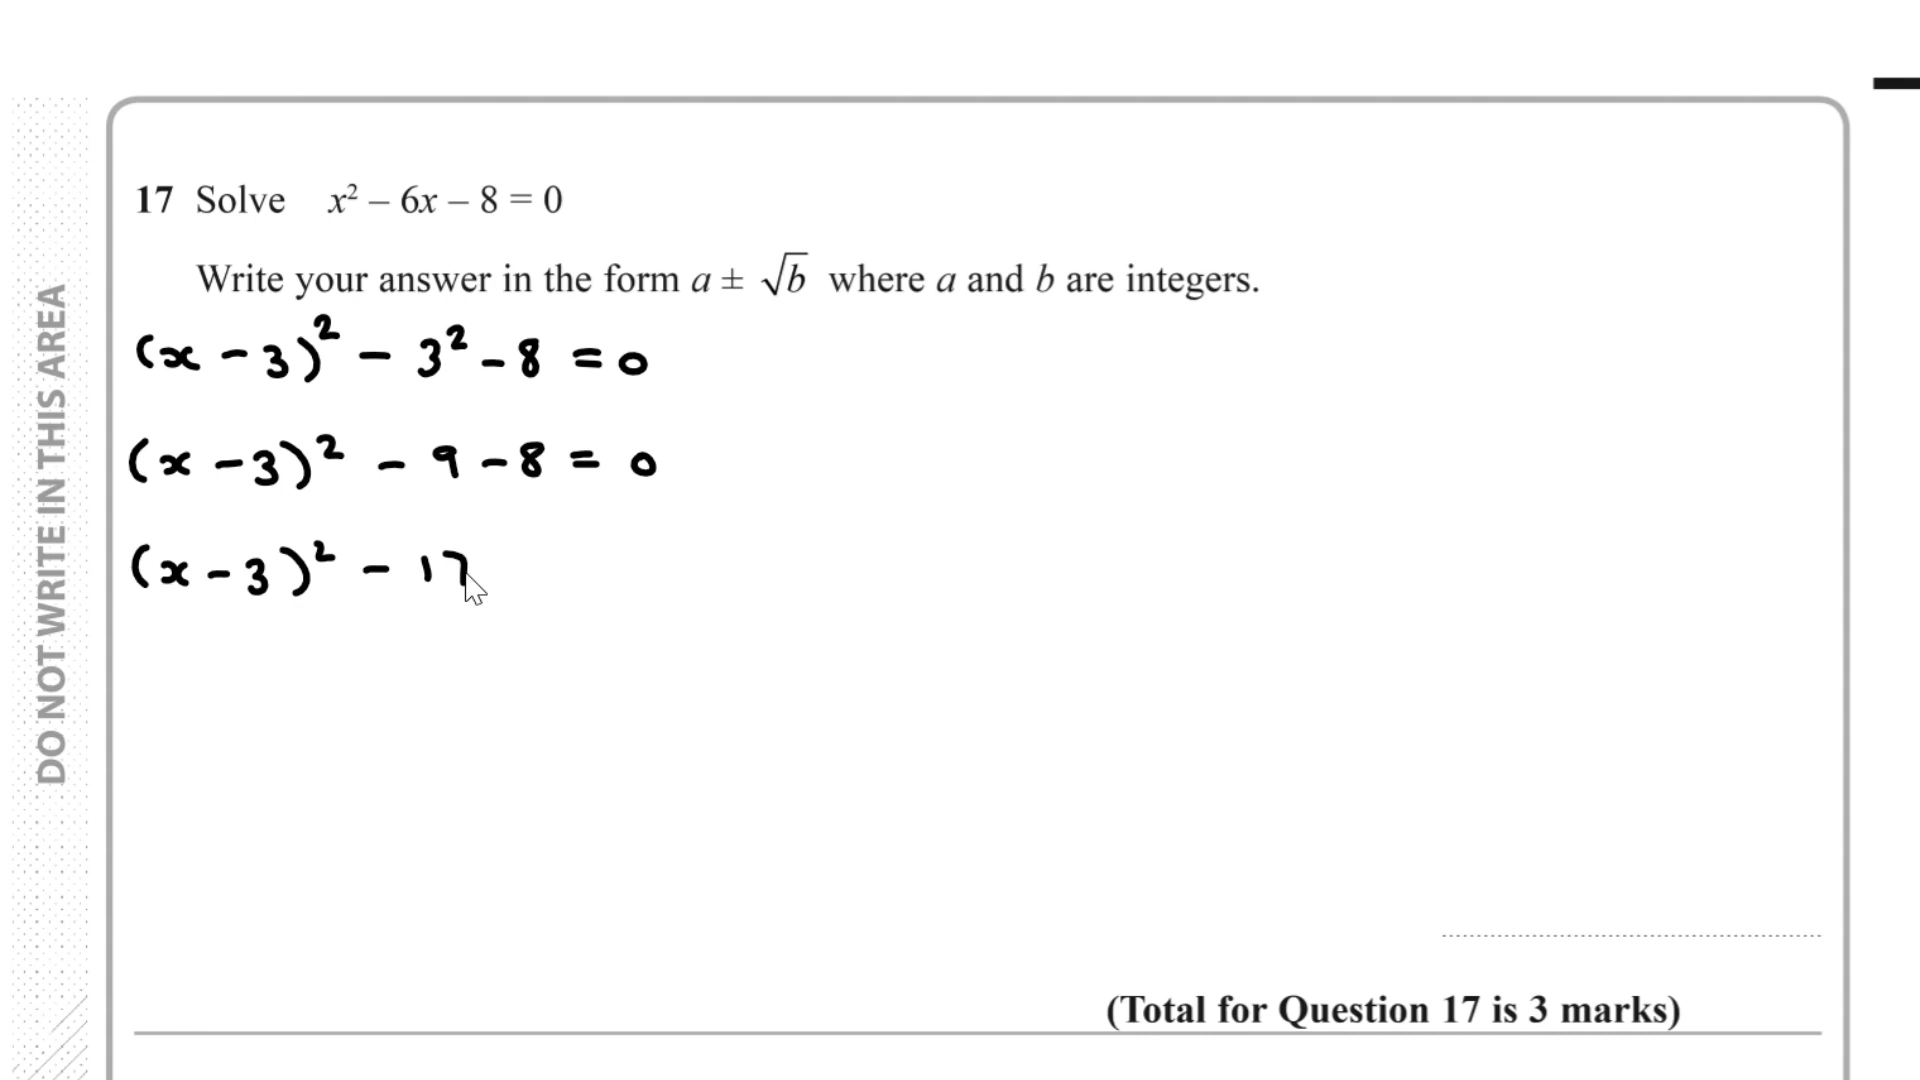 DO NOT WRITE IN THIS AREA
17 Solve x² – 6x – 8 = 0
Write your answer in the form a ± √b where a and b are integers.
(x – 3)² – 3² – 8 = 0
(x – 3)² – 9 – 8 = 0
(x – 3)² – 17
(Total for Question 17 is 3 marks)